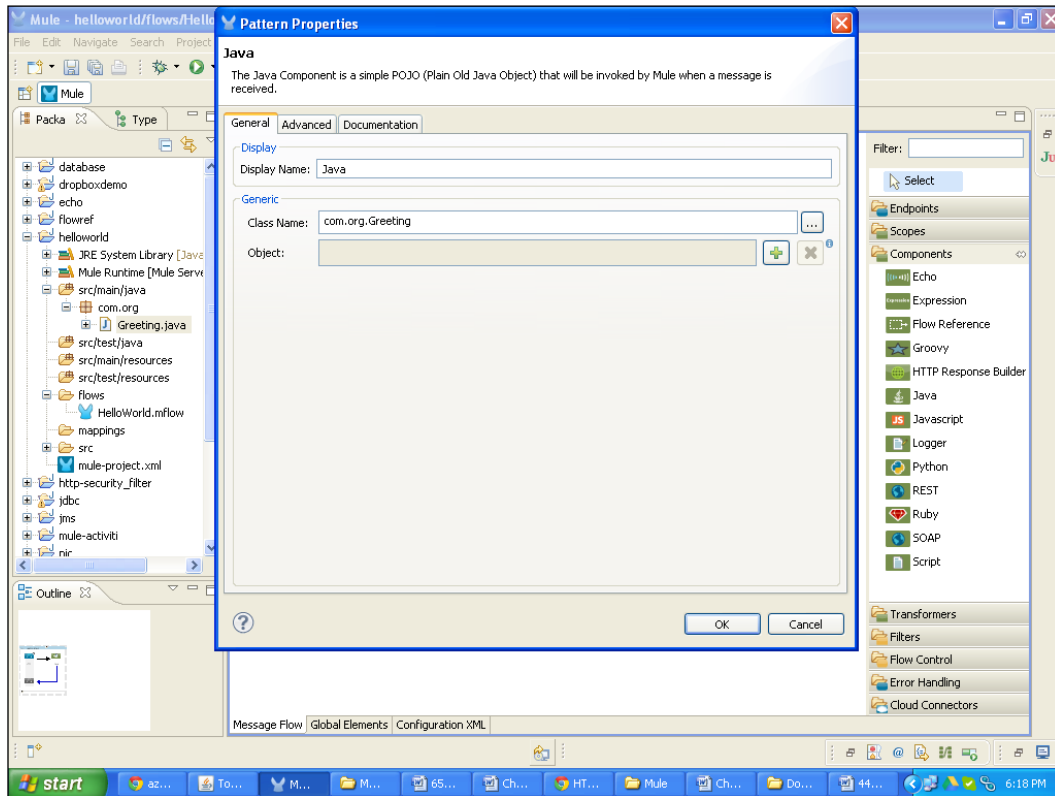 Mule - helloworld/flows/Hello
File Edit Navigate Search Project
Mule
Packa
Type
database
dropboxdemo
echo
flowref
helloworld
JRE System Library [Java
Mule Runtime [Mule Serve
src/main/java
com.org
Greeting.java
src/test/java
src/main/resources
src/test/resources
flows
HelloWorld.mflow
mappings
src
mule-project.xml
http-security_filter
jdbc
jms
mule-activiti
nic
Outline
Pattern Properties
Java
The Java Component is a simple POJO (Plain Old Java Object) that will be invoked by Mule when a message is
received.
General Advanced Documentation
Display
Display Name: Java
Generic
Class Name: com.org.Greeting ...
Object:
OK Cancel
Message Flow Global Elements Configuration XML
Filter:
Select
Endpoints
Scopes
Components
Echo
Expression
Flow Reference
Groovy
HTTP Response Builder
Java
JS Javascript
Logger
Python
REST
Ruby
SOAP
Script
Transformers
Filters
Flow Control
Error Handling
Cloud Connectors
Ju
start az... To... M... M... 65... Ch... HT... Mule Ch... Do... 44... 6:18 PM